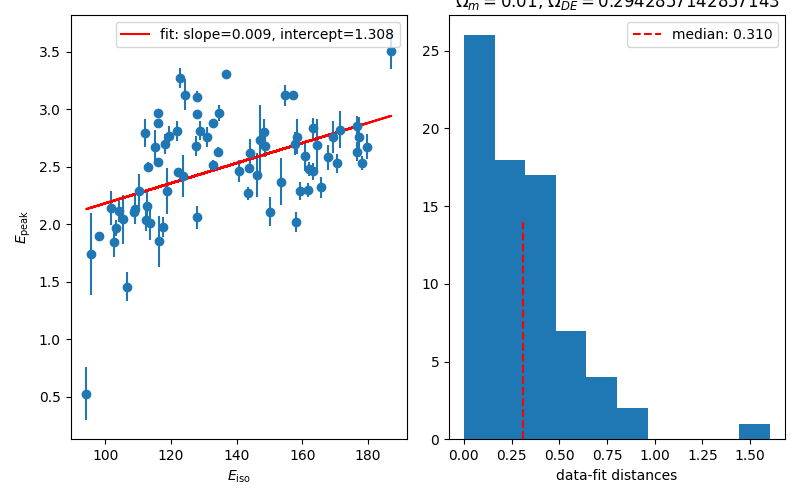 Ω_m = 0.01, Ω_DE = 0.2942857142857143
fit: slope=0.009, intercept=1.308
median: 0.310
3.5
3.0
2.5
2.0
1.5
1.0
0.5
E_peak
100 120 140 160 180
E_iso
25
20
15
10
5
0
0.00 0.25 0.50 0.75 1.00 1.25 1.50
data-fit distances